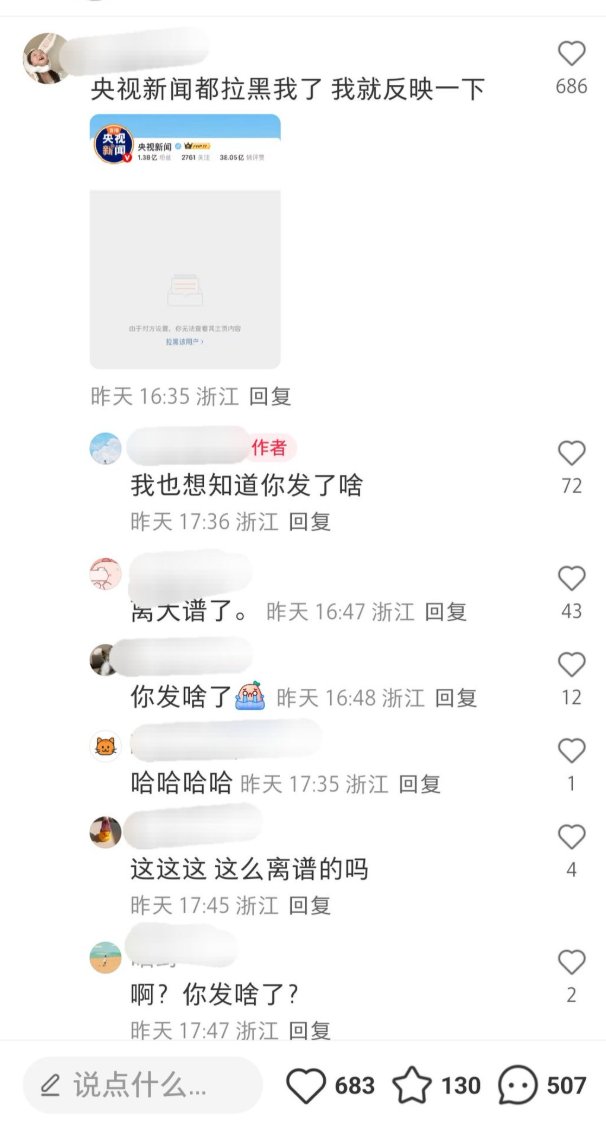 央视新闻都拉黑我了 我就反映一下
686
央视新闻
央视新闻
1.38亿 粉丝 2761 关注 38.05亿 转评赞
由于对方设置，你无法查看其主页内容
拉黑该用户 >
昨天 16:35 浙江 回复
作者
我也想知道你发了啥
72
昨天 17:36 浙江 回复
离大谱了。 昨天 16:47 浙江 回复
43
你发啥了 昨天 16:48 浙江 回复
12
哈哈哈哈 昨天 17:35 浙江 回复
1
这这这 这么离谱的吗
4
昨天 17:45 浙江 回复
啊？你发啥了？
2
昨天 17:47 浙江 回复
说点什么... 683 130 507